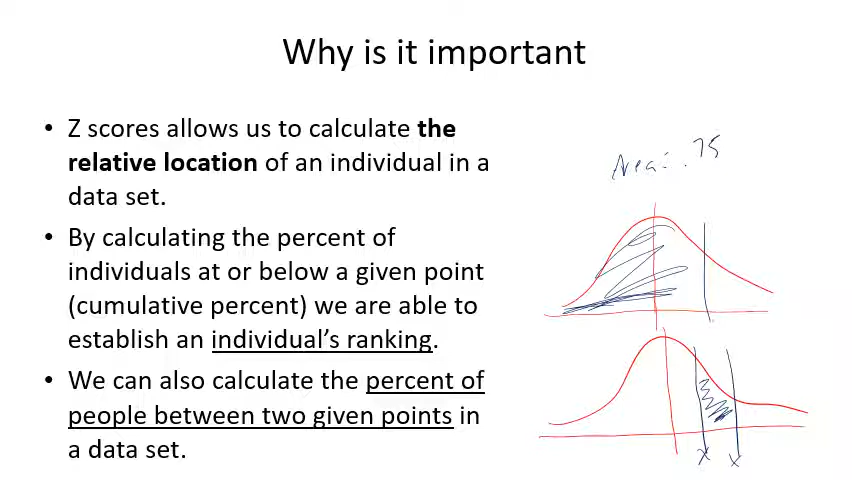 Why is it important
• Z scores allows us to calculate the
relative location of an individual in a
data set.
• By calculating the percent of
individuals at or below a given point
(cumulative percent) we are able to
establish an individual's ranking.
• We can also calculate the percent of
people between two given points in
a data set.
Area: .75
x x